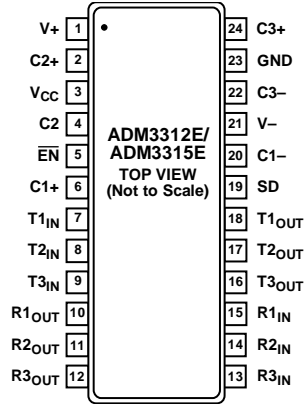 V+ 1 24 C3+
C2+ 2 23 GND
VCC 3 22 C3–
C2 4 21 V–
EN 5 20 C1–
C1+ 6 19 SD
T1IN 7 18 T1OUT
T2IN 8 17 T2OUT
T3IN 9 16 T3OUT
R1OUT 10 15 R1IN
R2OUT 11 14 R2IN
R3OUT 12 13 R3IN
ADM3312E/
ADM3315E
TOP VIEW
(Not to Scale)